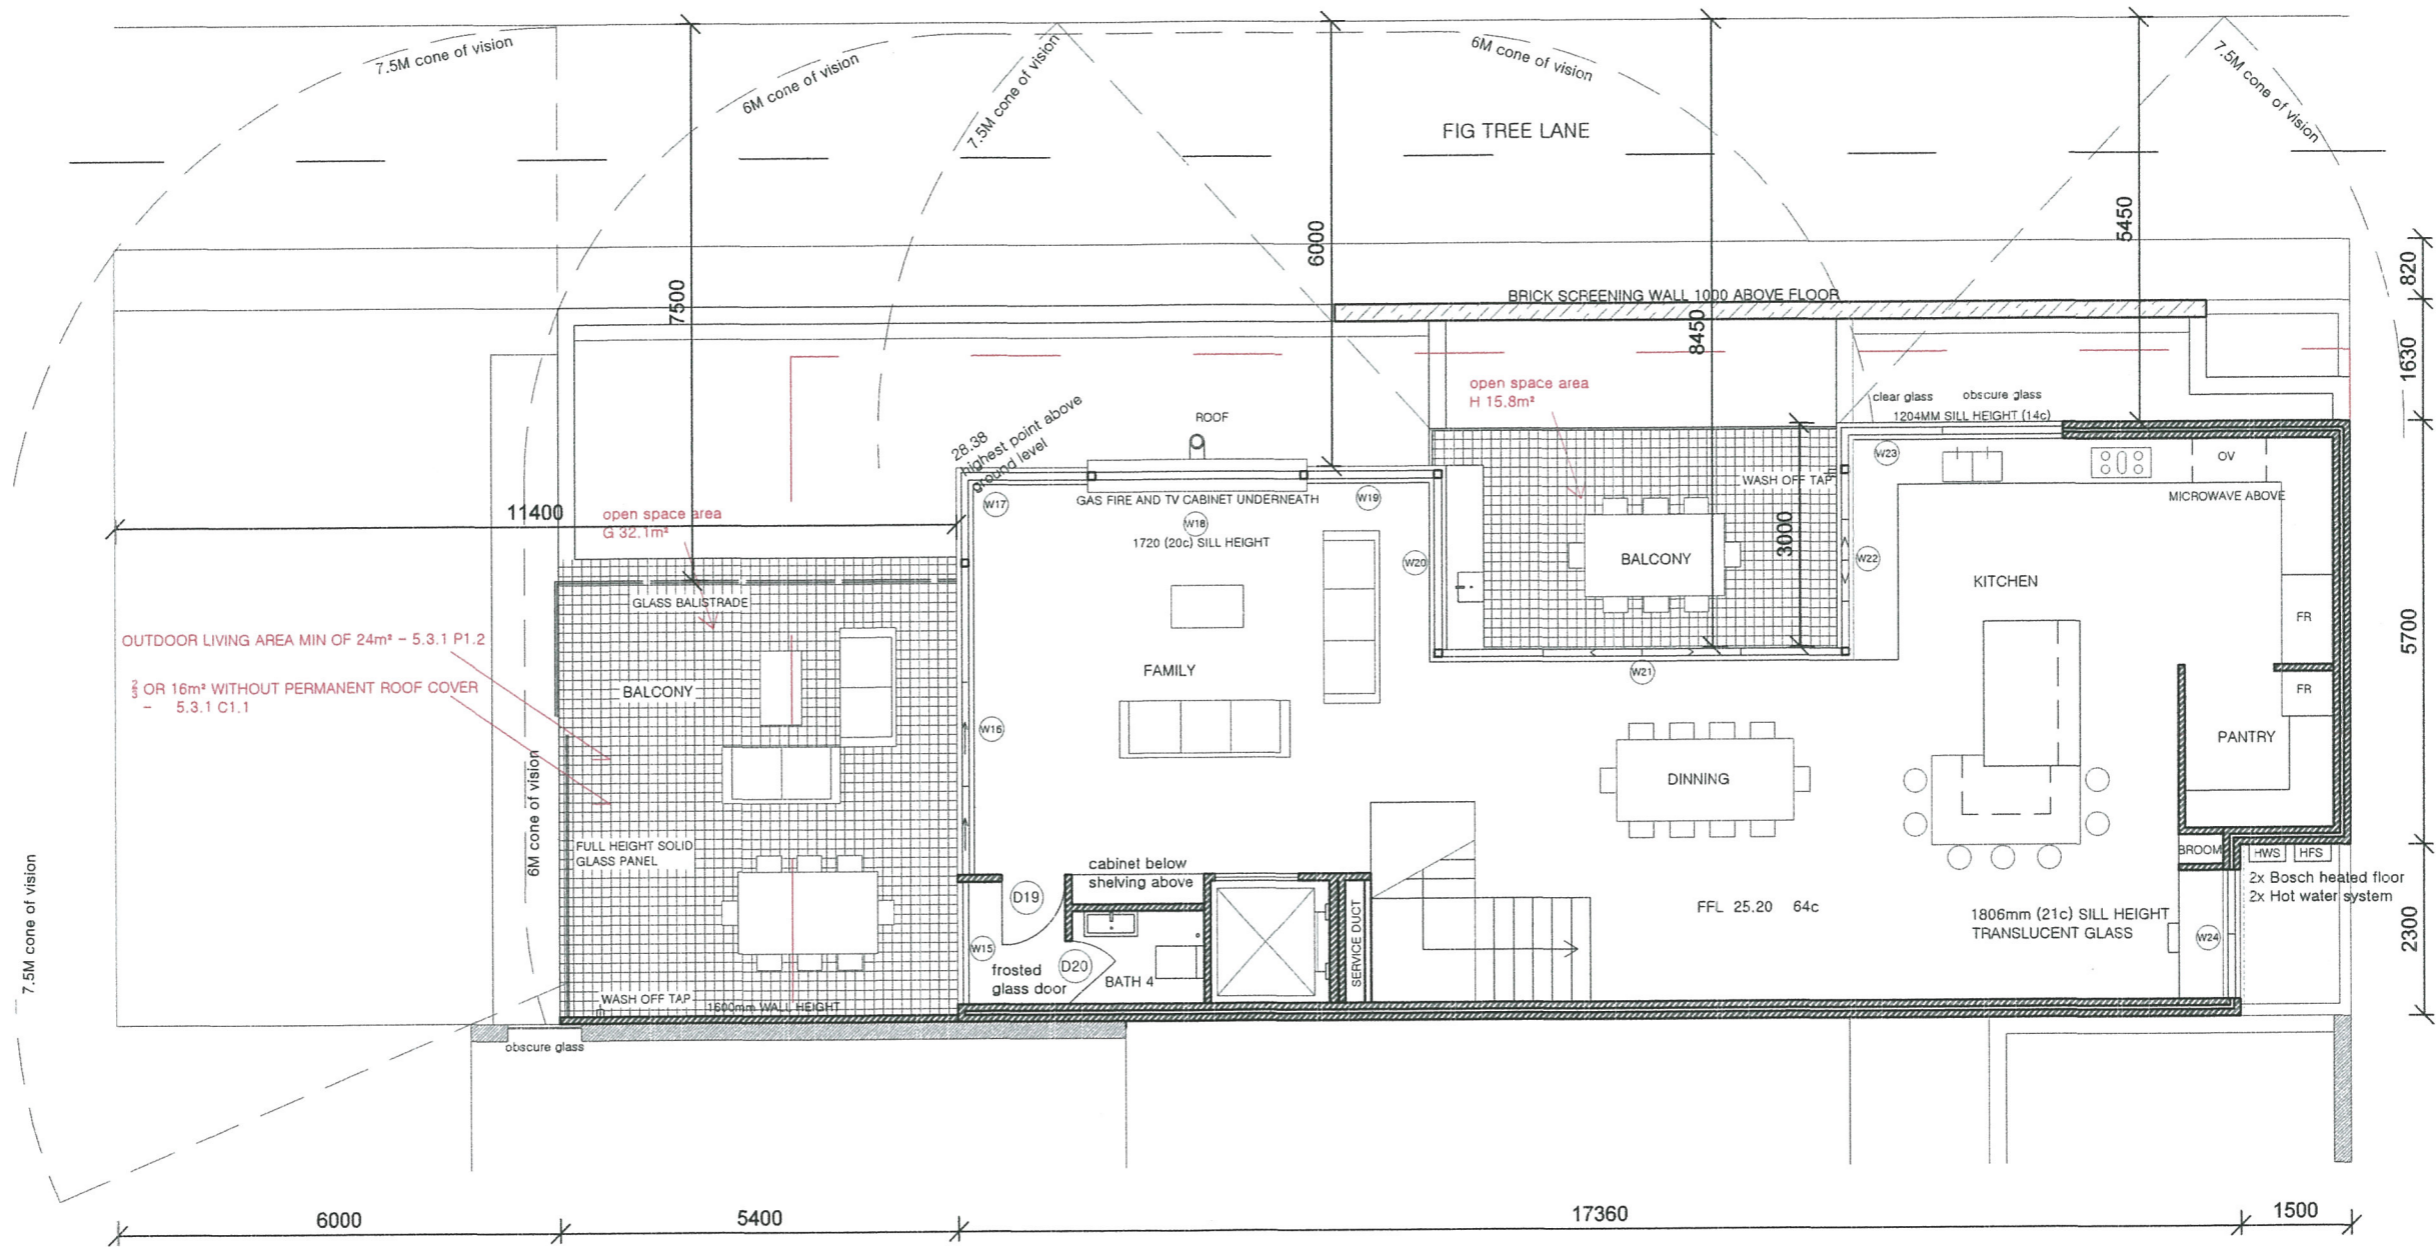 7.5M cone of vision
6M cone of vision
7.5M cone of vision
6M cone of vision
7.5M cone of vision
FIG TREE LANE
7500
6000
8450
5450
820
1630
5700
2300
BRICK SCREENING WALL 1000 ABOVE FLOOR
open space area
H 15.8m²
clear glass
obscure glass
1204MM SILL HEIGHT (14c)
28.38
highest point above
ground level
ROOF
W17
GAS FIRE AND TV CABINET UNDERNEATH
W19
W18
1720 (20c) SILL HEIGHT
W20
WASH OFF TAP
W23
OV
MICROWAVE ABOVE
11400
open space area
G 32.1m²
3000
BALCONY
W22
KITCHEN
GLASS BALISTRADE
FR
OUTDOOR LIVING AREA MIN OF 24m² – 5.3.1 P1.2
⅔ OR 16m² WITHOUT PERMANENT ROOF COVER
– 5.3.1 C1.1
BALCONY
FAMILY
W21
FR
W16
PANTRY
DINNING
6M cone of vision
FULL HEIGHT SOLID
GLASS PANEL
7.5M cone of vision
cabinet below
shelving above
D19
BROOM
HWS
HFS
2x Bosch heated floor
2x Hot water system
SERVICE DUCT
FFL 25.20 64c
1806mm (21c) SILL HEIGHT
TRANSLUCENT GLASS
W24
W15
frosted
glass door
D20
BATH 4
WASH OFF TAP
1600mm WALL HEIGHT
obscure glass
6000
5400
17360
1500